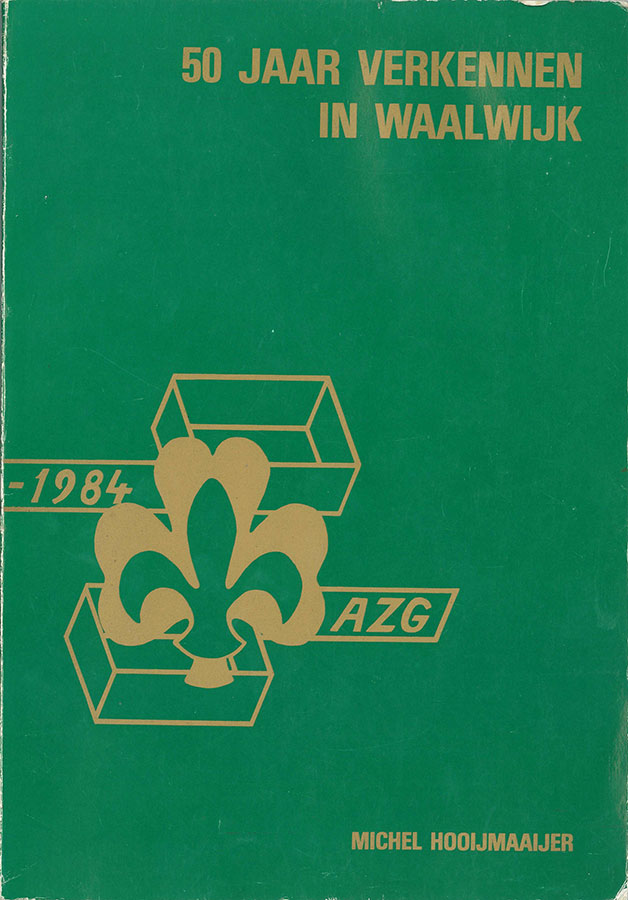 50 JAAR VERKENNEN
IN WAALWIJK
-1984
AZG
MICHEL HOOIJMAAIJER